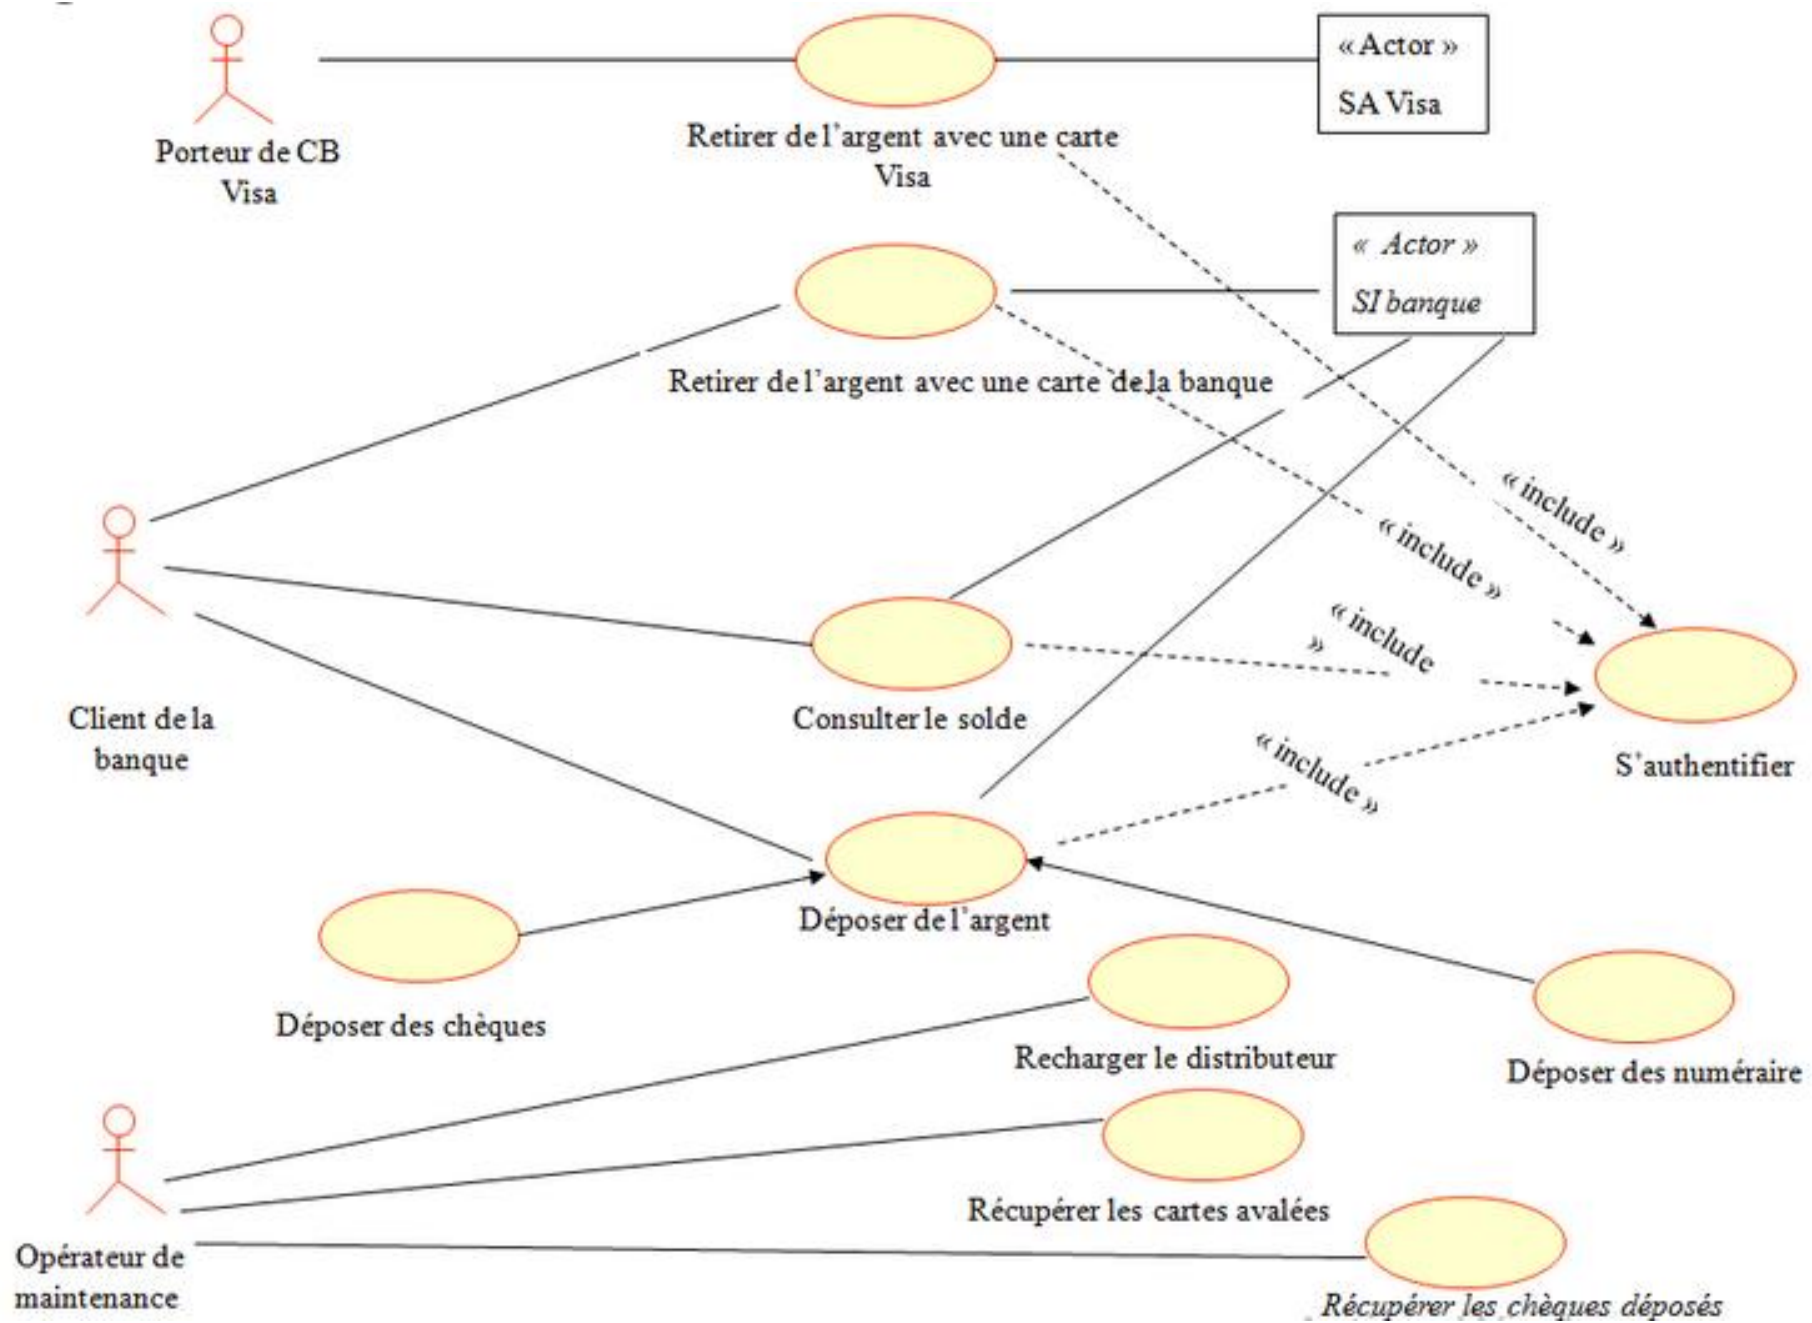 « Actor »
SA Visa
Porteur de CB
Visa
Retirer de l'argent avec une carte
Visa
« Actor »
SI banque
Retirer de l'argent avec une carte de la banque
« include »
« include »
« include
»
Client de la
banque
Consulter le solde
« include »
S'authentifier
Déposer de l'argent
Déposer des chèques
Recharger le distributeur
Déposer des numéraire
Récupérer les cartes avalées
Opérateur de
maintenance
Récupérer les chèques déposés